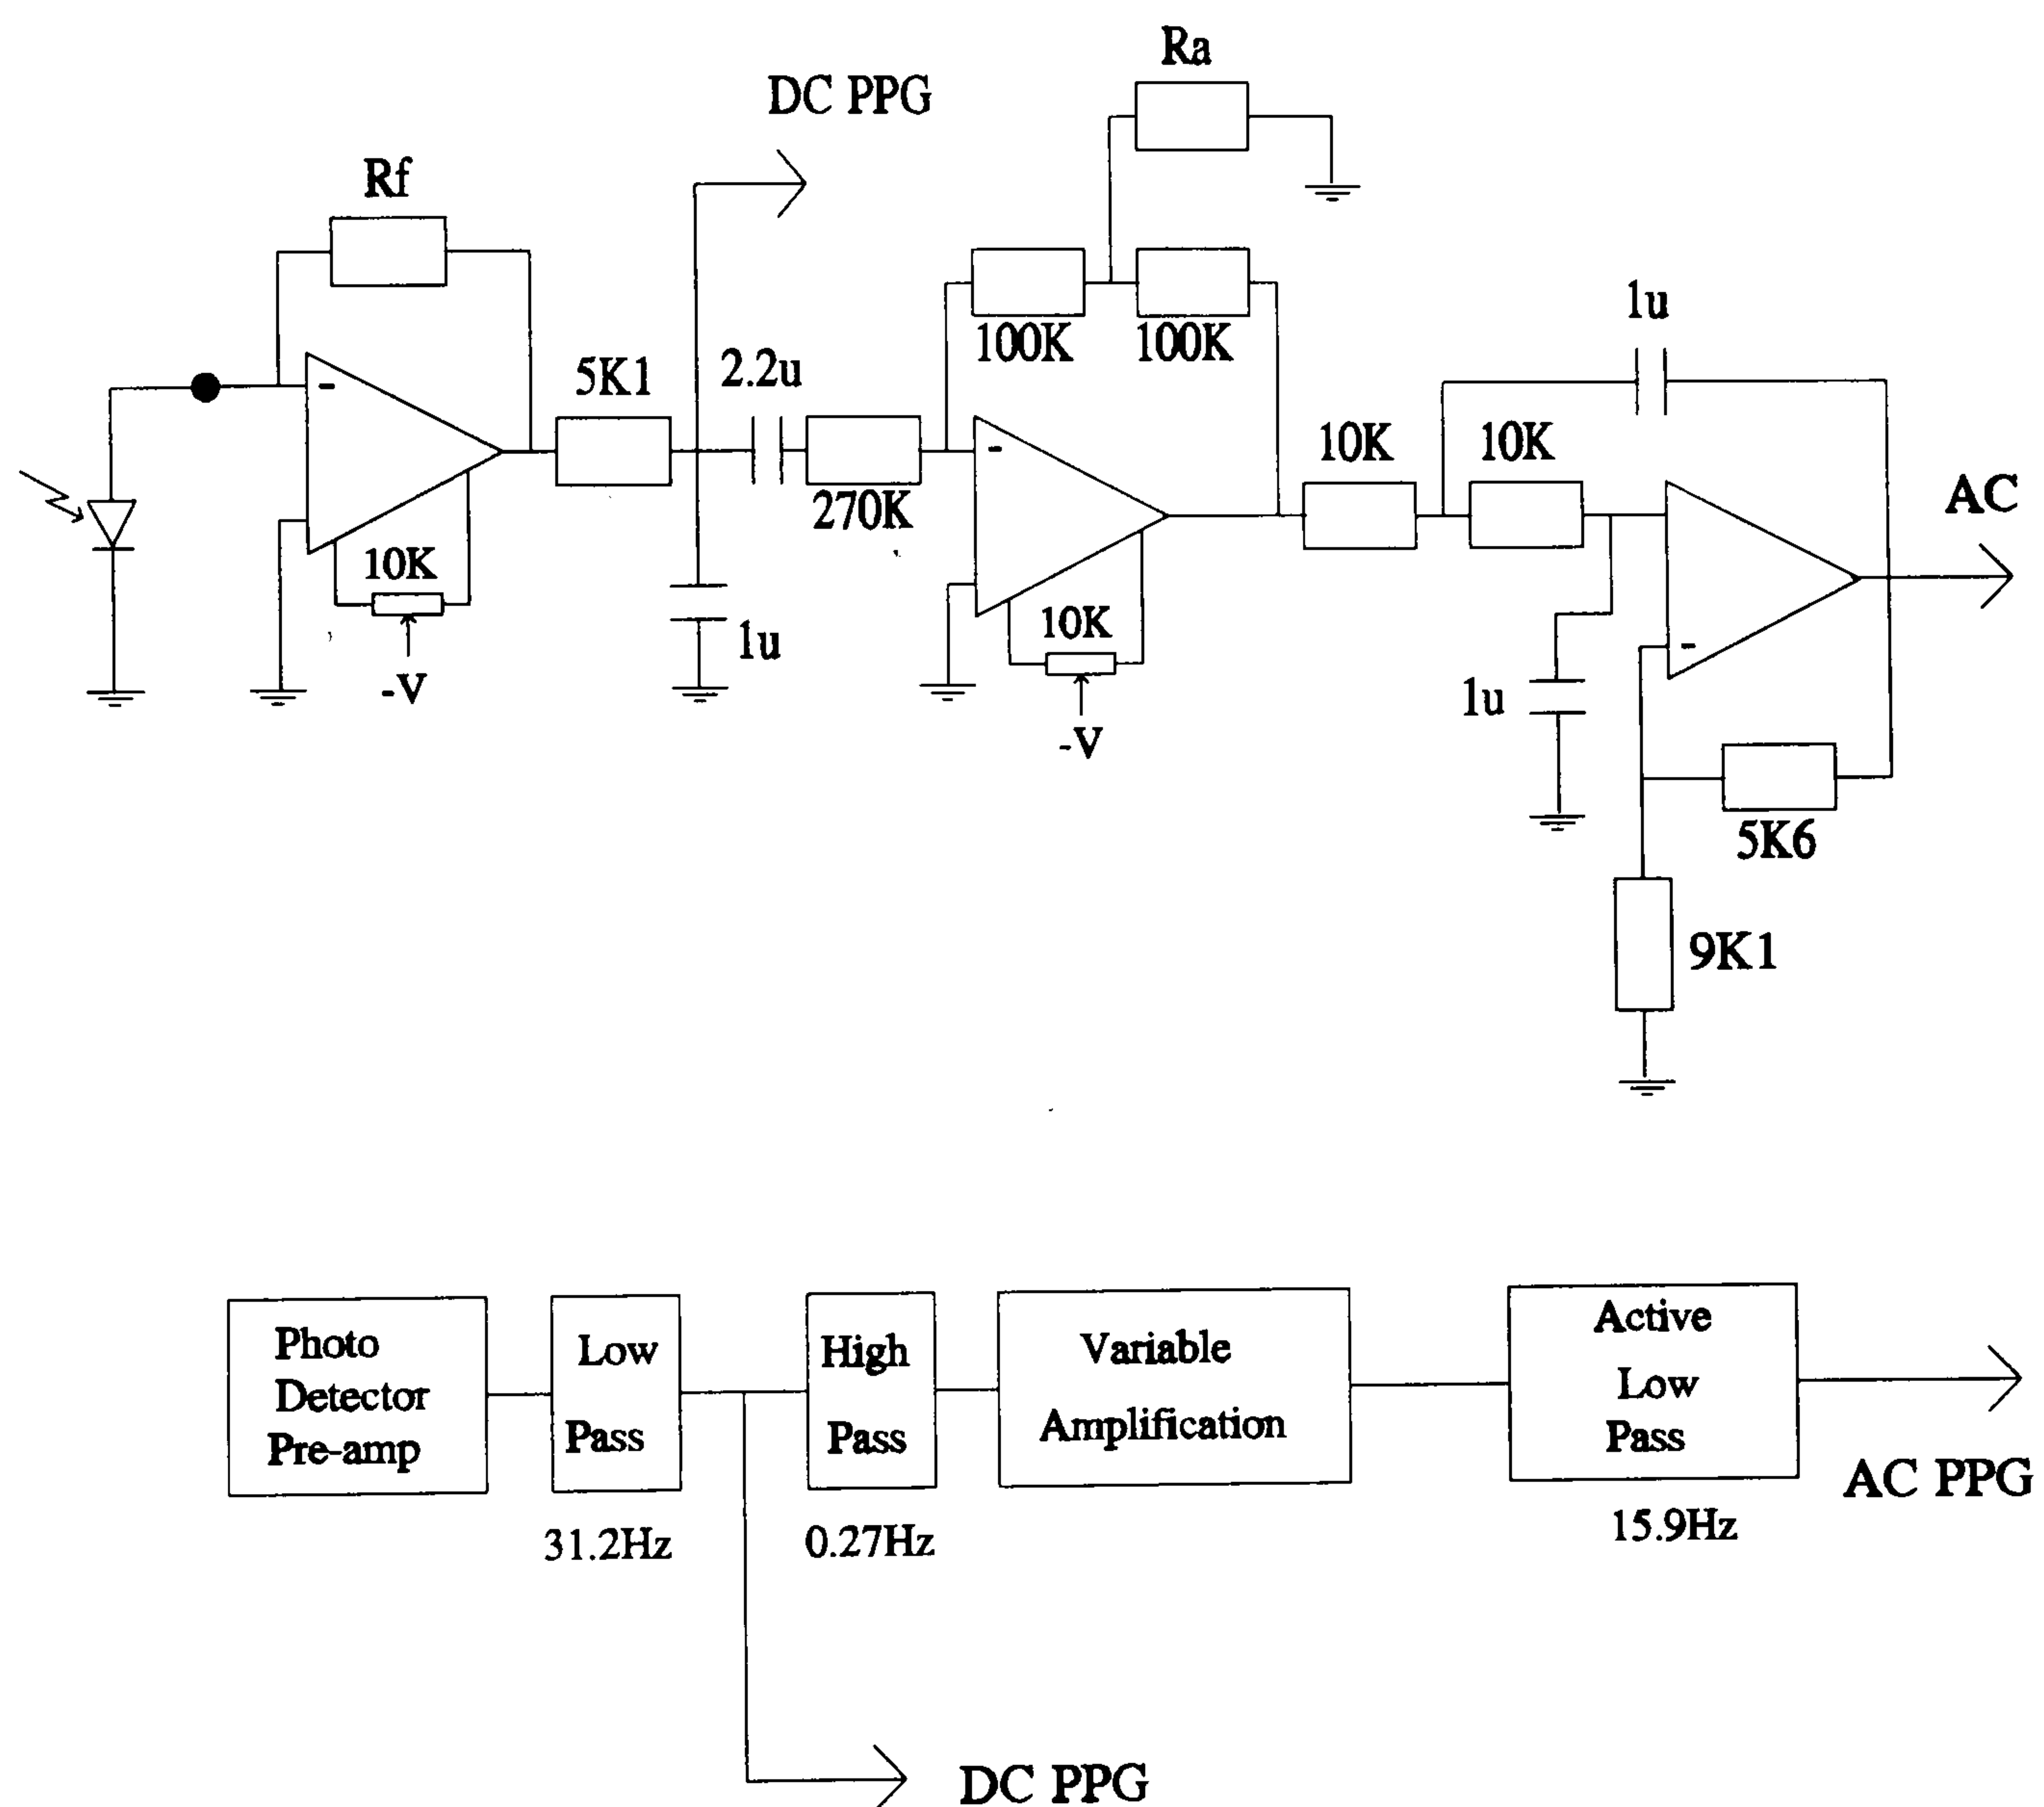 Ra
DC PPG
Rf
1u
100K
100K
5K1
2.2u
10K
10K
AC
270K
-
-
10K
10K
1u
-
1u
-V
-V
5K6
9K1
Photo
Detector
Pre-amp
Low
Pass
High
Pass
Variable
Amplification
Active
Low
Pass
AC PPG
31.2Hz
0.27Hz
15.9Hz
DC PPG